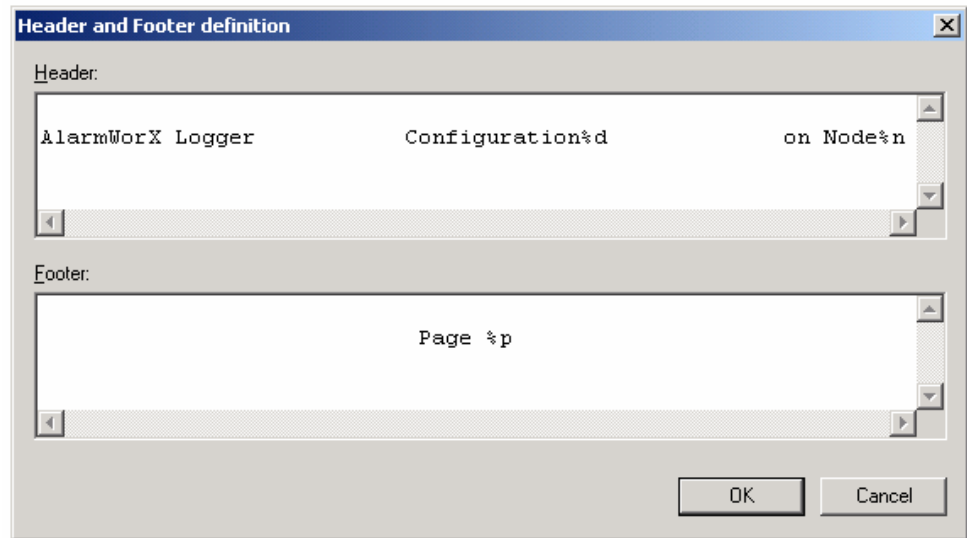 Header and Footer definition
Header:
AlarmWorX Logger Configuration%d on Node%n
Footer:
Page %p
OK Cancel